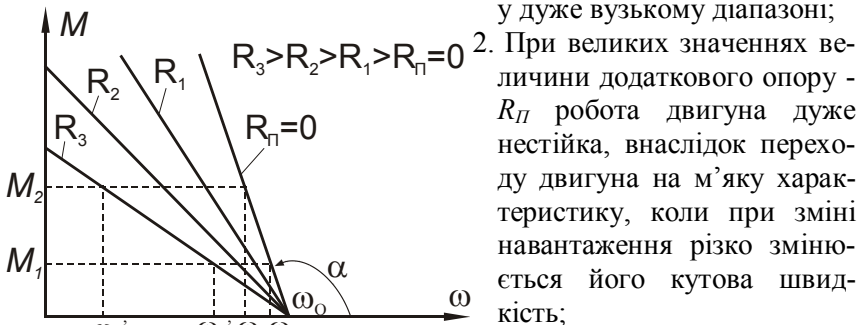 M
R₃>R₂>R₁>R_П=0
R₁
R₂
R₃
R_П=0
M₂
M₁
α
ω₀
ω
у дуже вузькому діапазоні;
2. При великих значеннях ве-
личини додаткового опору -
R_П робота двигуна дуже
нестійка, внаслідок перехо-
ду двигуна на м’яку харак-
теристику, коли при зміні
навантаження різко зміню-
ється його кутова швид-
кість;